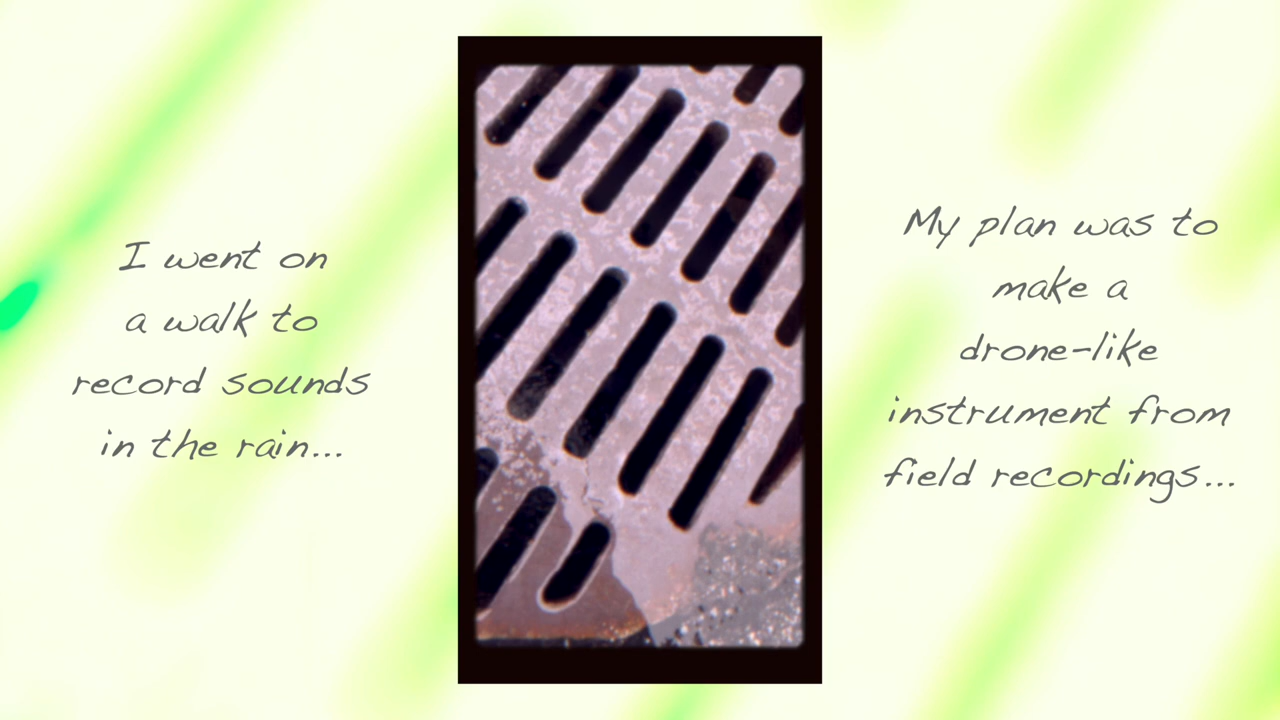 I went on
a walk to
record sounds
in the rain...
My plan was to
make a
drone-like
instrument from
field recordings...